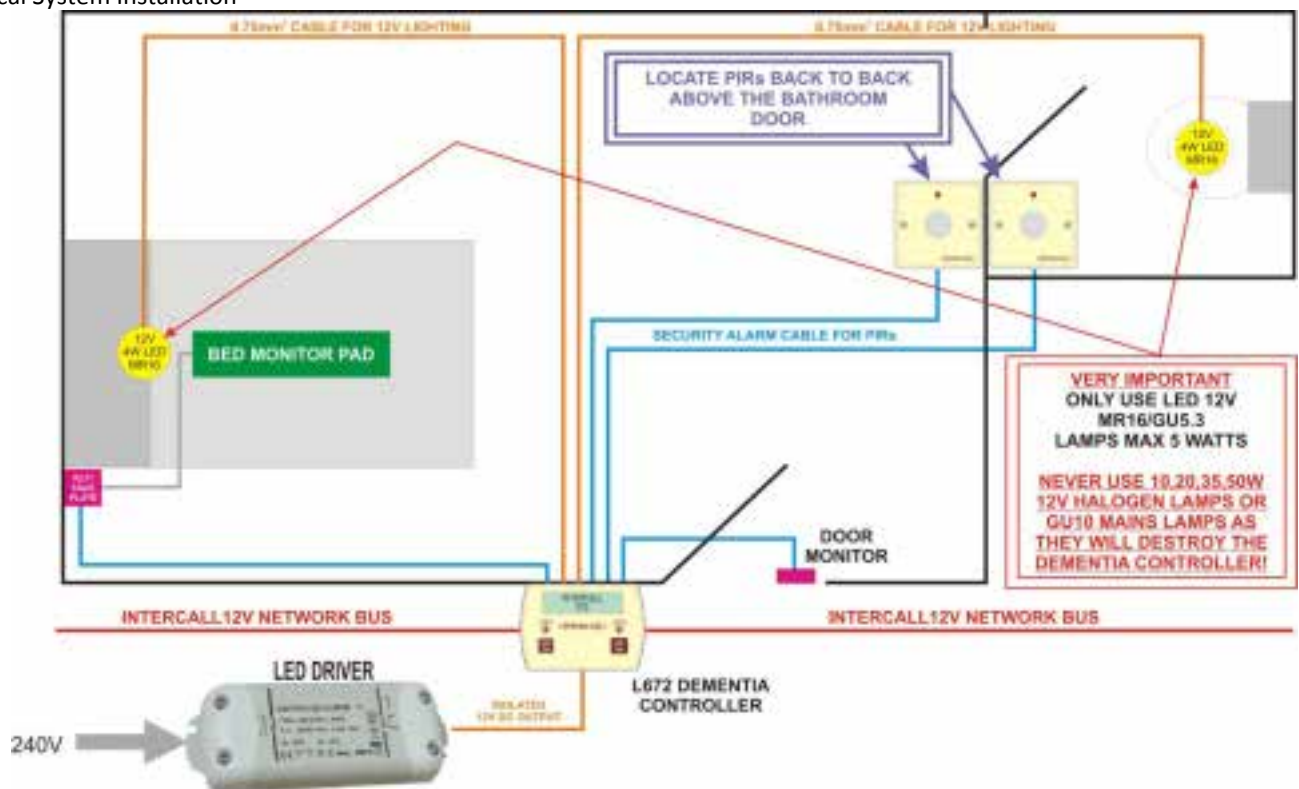 cal System Installation
0.75mm² CABLE FOR 12V LIGHTING
0.75mm² CABLE FOR 12V LIGHTING
LOCATE PIRs BACK TO BACK
ABOVE THE BATHROOM
DOOR
12V
4W LED
MR16
12V
4W LED
MR16
BED MONITOR PAD
SECURITY ALARM CABLE FOR PIRs
VERY IMPORTANT
ONLY USE LED 12V
MR16/GU5.3
LAMPS MAX 5 WATTS
NEVER USE 10,20,35,50W
12V HALOGEN LAMPS OR
GU10 MAINS LAMPS AS
THEY WILL DESTROY THE
DEMENTIA CONTROLLER!
PLATE
DOOR
MONITOR
INTERCALL12V NETWORK BUS
INTERCALL12V NETWORK BUS
L672 DEMENTIA
CONTROLLER
LED DRIVER
ISOLATED
12V DC OUTPUT
240V